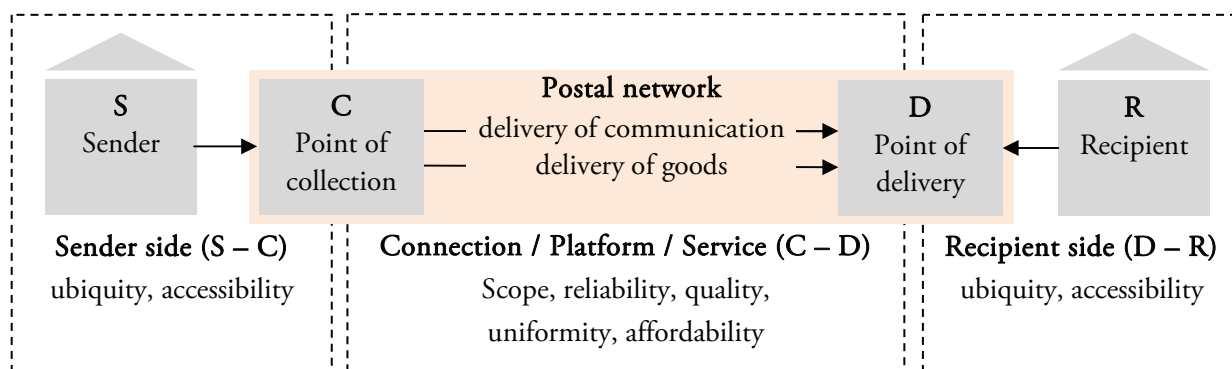 S
Sender
C
Point of
collection
Postal network
delivery of communication
delivery of goods
D
Point of
delivery
R
Recipient
Sender side (S – C)
ubiquity, accessibility
Connection / Platform / Service (C – D)
Scope, reliability, quality,
uniformity, affordability
Recipient side (D – R)
ubiquity, accessibility